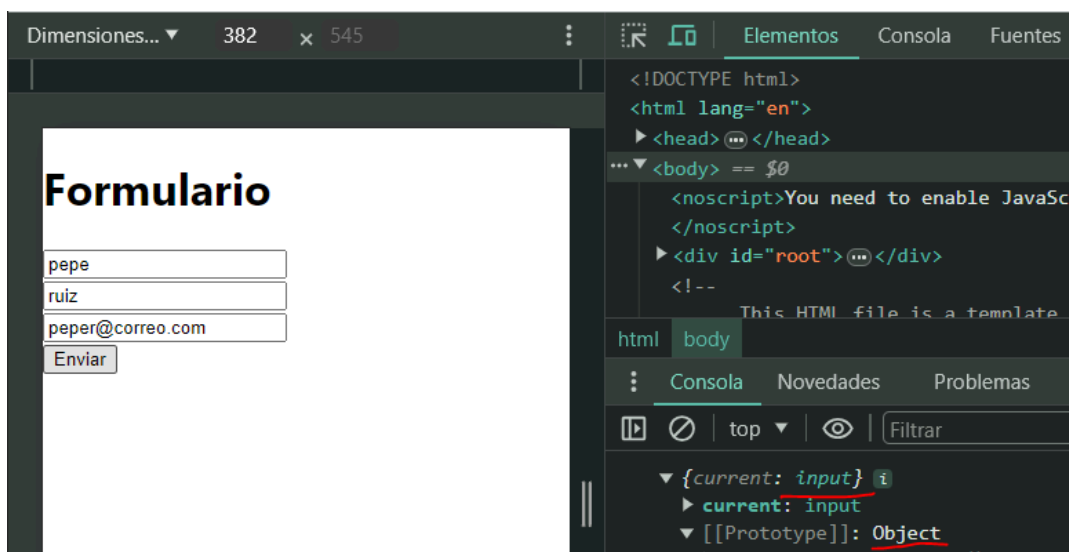 Dimensiones... ▼ 382 × 545
Elementos Consola Fuentes
<!DOCTYPE html>
<html lang="en">
▶ <head> ... </head>
... ▼ <body> == $0
<noscript>You need to enable JavaSc
</noscript>
▶ <div id="root"> ... </div>
<!--
This HTML file is a template
html body
Formulario
pepe
ruiz
peper@correo.com
Enviar
Consola Novedades Problemas
top ▼ Filtrar
▼ {current: input} i
▶ current: input
▼ [[Prototype]]: Object